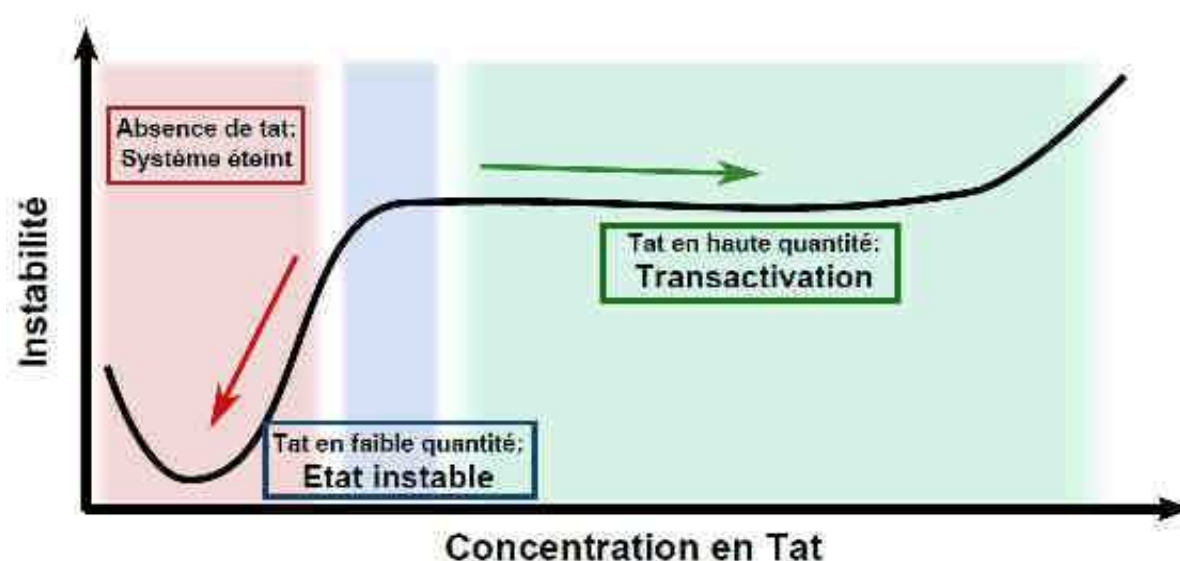 Absence de tat:
Système éteint
Tat en haute quantité:
Transactivation
Instabilité
Tat en faible quantité:
Etat instable
Concentration en Tat